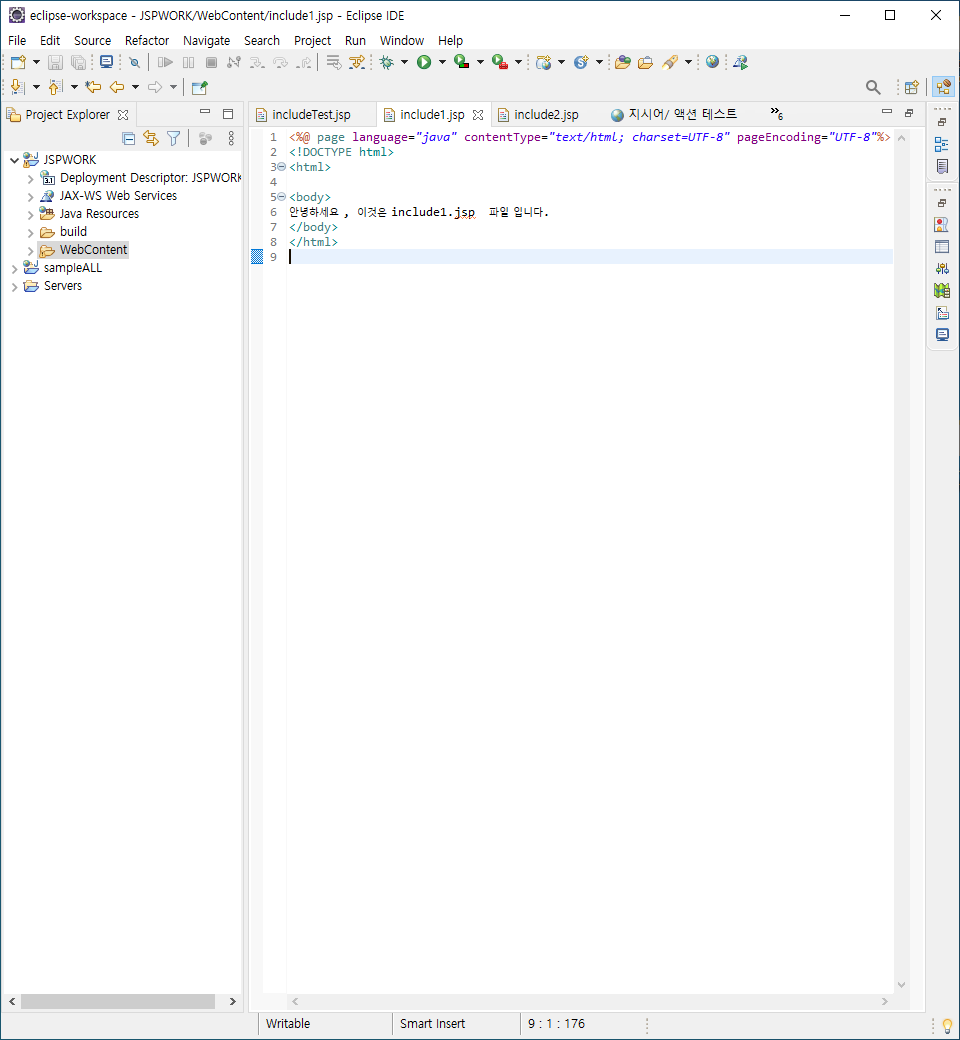 eclipse-workspace - JSPWORK/WebContent/include1.jsp - Eclipse IDE
File Edit Source Refactor Navigate Search Project Run Window Help
Project Explorer
JSPWORK
Deployment Descriptor: JSPWORK
JAX-WS Web Services
Java Resources
build
WebContent
sampleALL
Servers
includeTest.jsp include1.jsp include2.jsp 지시어/ 액션 테스트 »6
1 <%@ page language="java" contentType="text/html; charset=UTF-8" pageEncoding="UTF-8"%>
2 <!DOCTYPE html>
3 <html>
4
5 <body>
6 안녕하세요 , 이것은 include1.jsp 파일 입니다.
7 </body>
8 </html>
9
Writable Smart Insert 9 : 1 : 176